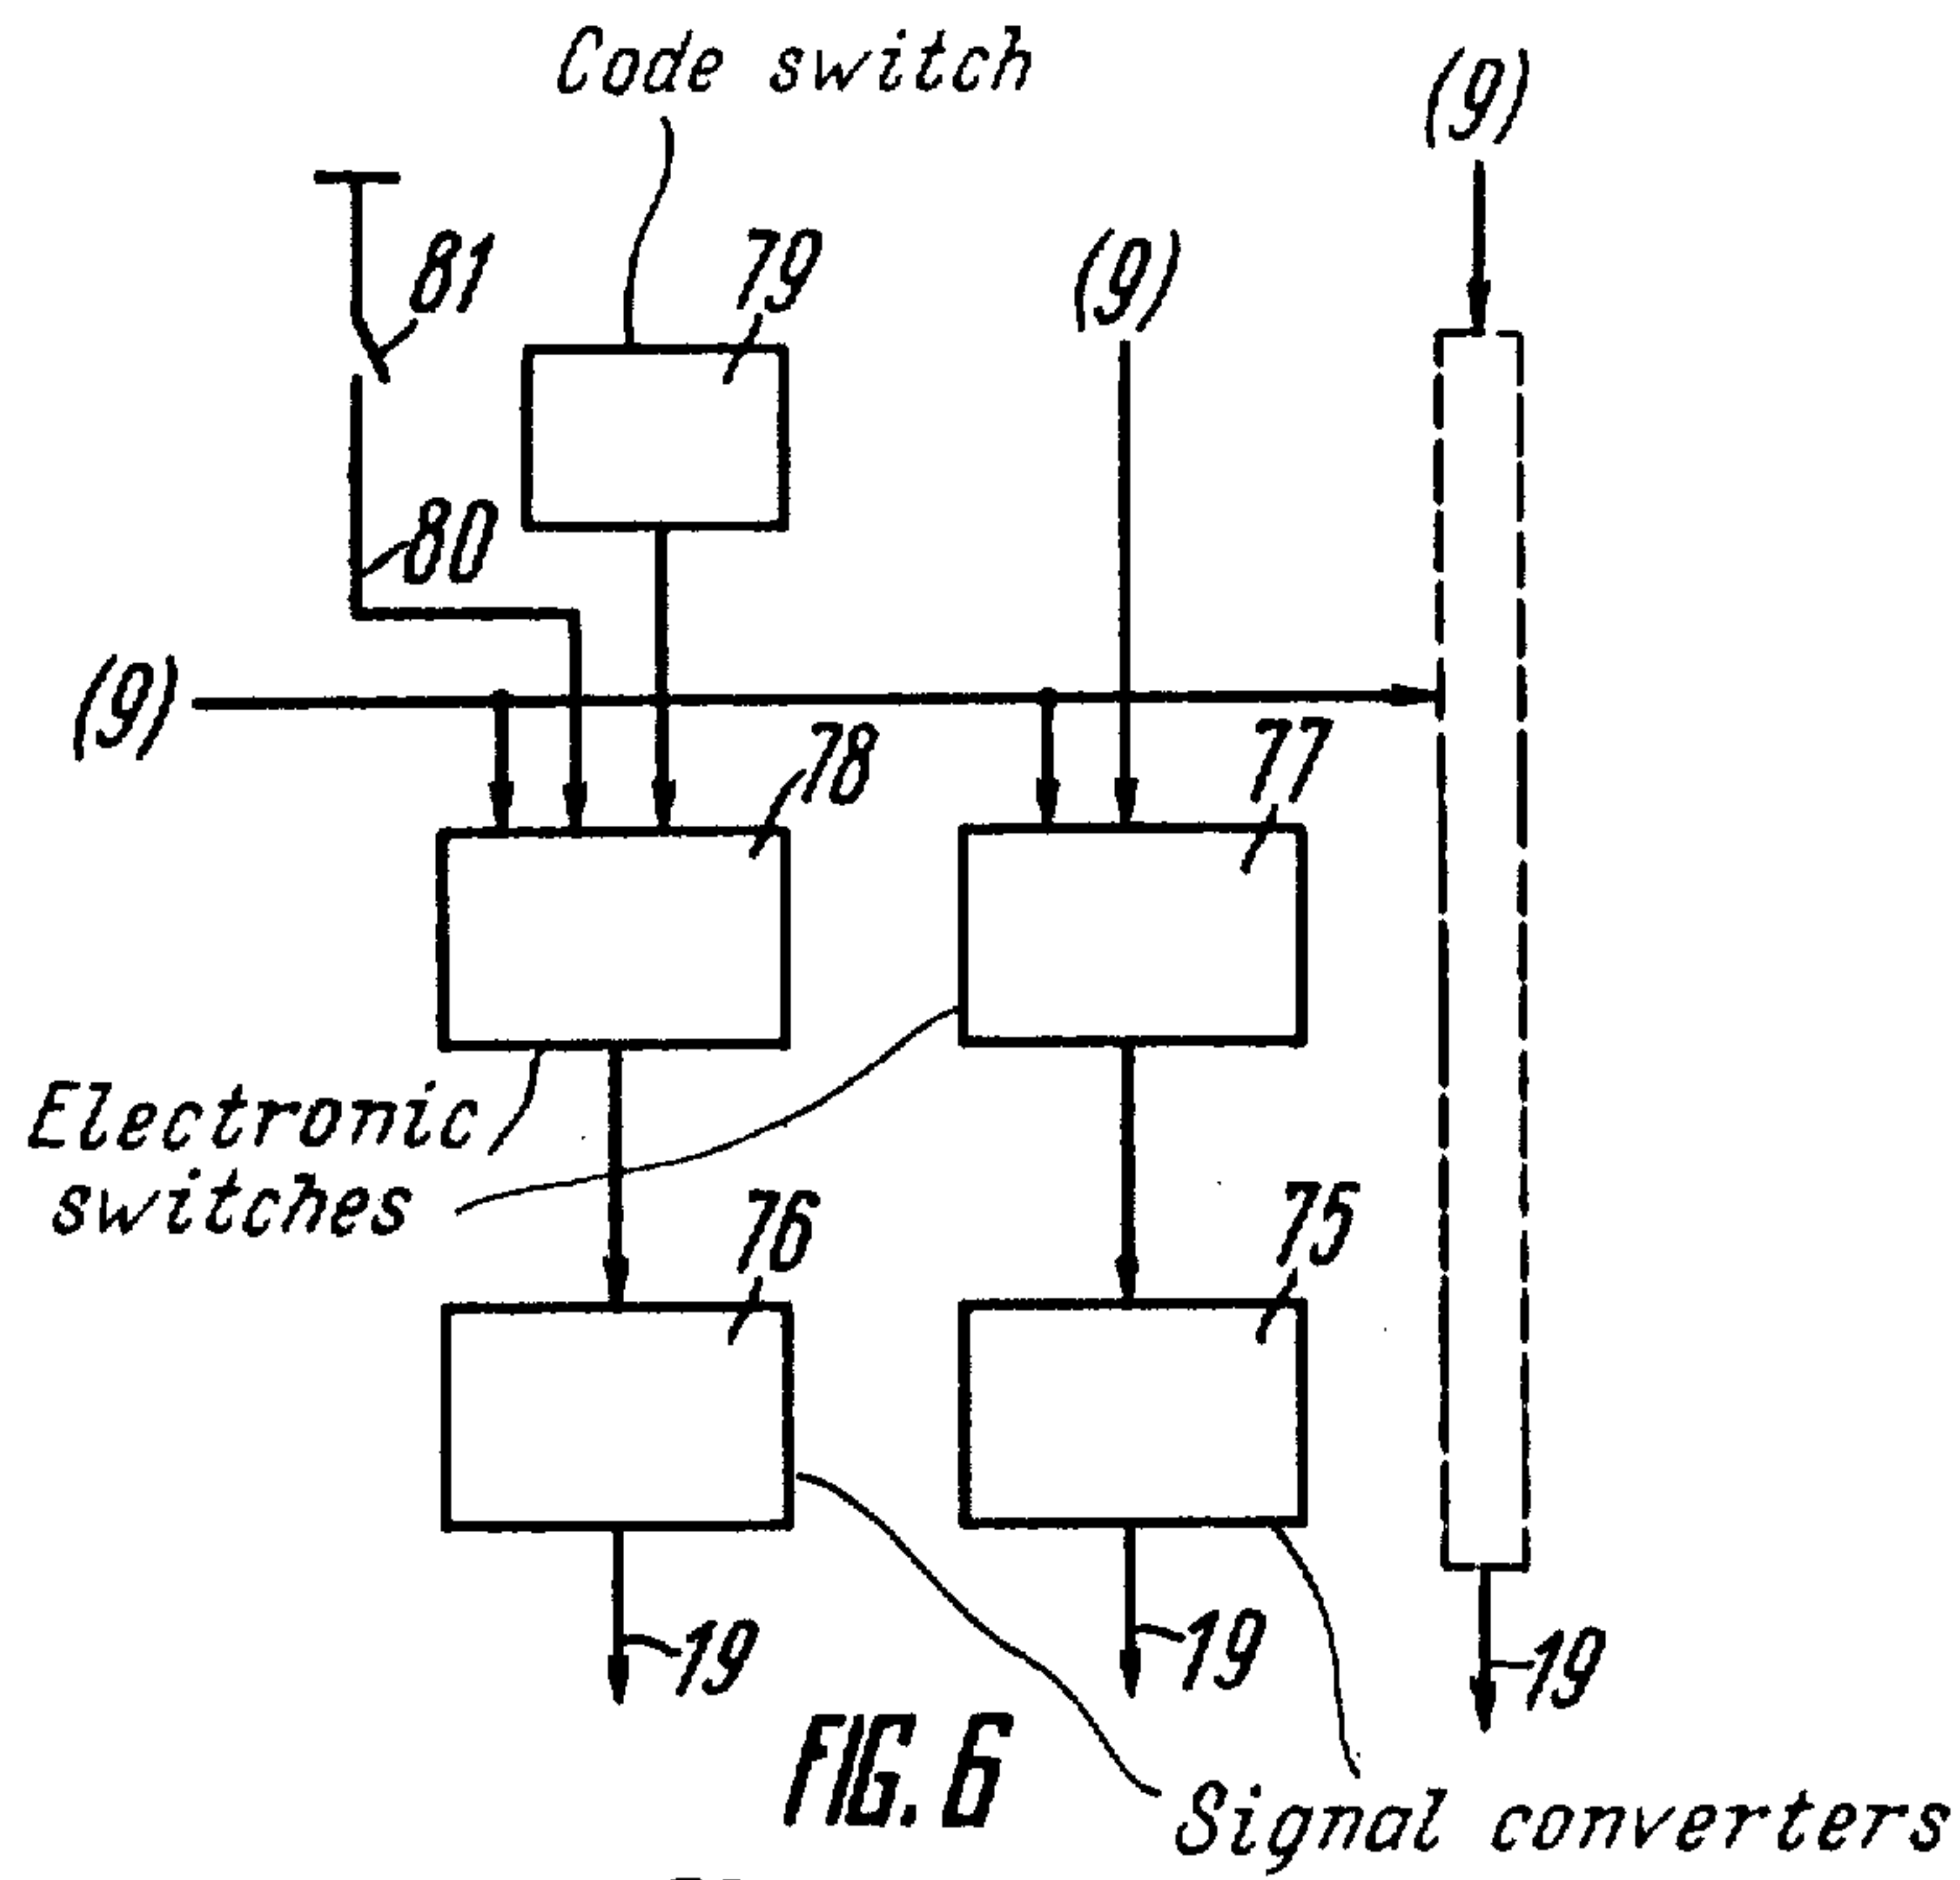 Code switch
(9)
81
79
(9)
80
(9)
78
77
Electronic
switches
76
75
19
19
19
FIG. 6
Signal converters